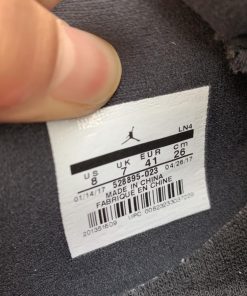 LN4
US UK EUR cm
8 7 41 26
01/14/17 528895-023 04/26/17
MADE IN CHINA
FABRIQUÉ EN CHINE